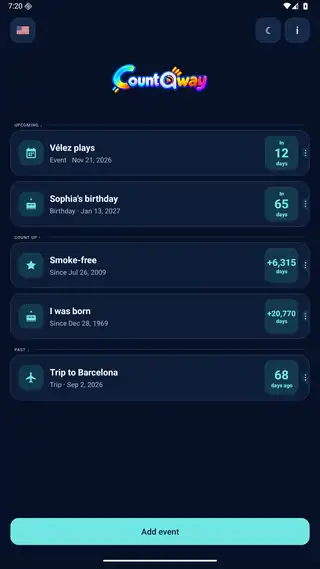 7:20
CountAway
UPCOMING
Vélez plays
Event · Nov 21, 2026
In
12
days
Sophia's birthday
Birthday · Jan 13, 2027
In
65
days
COUNT UP
Smoke-free
Since Jul 26, 2009
+6,315
days
I was born
Since Dec 28, 1969
+20,770
days
PAST
Trip to Barcelona
Trip · Sep 2, 2026
68
days ago
Add event